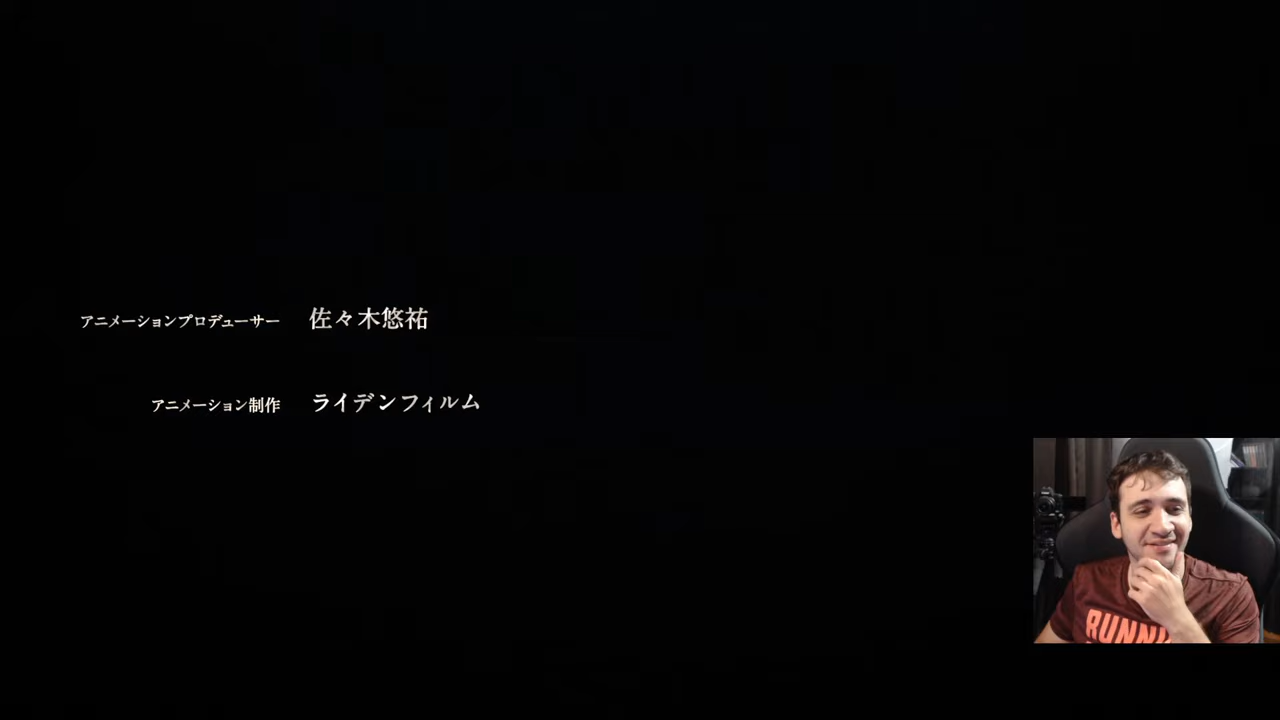 アニメーションプロデューサー 佐々木悠祐
アニメーション制作 ライデンフィルム
RUNNI